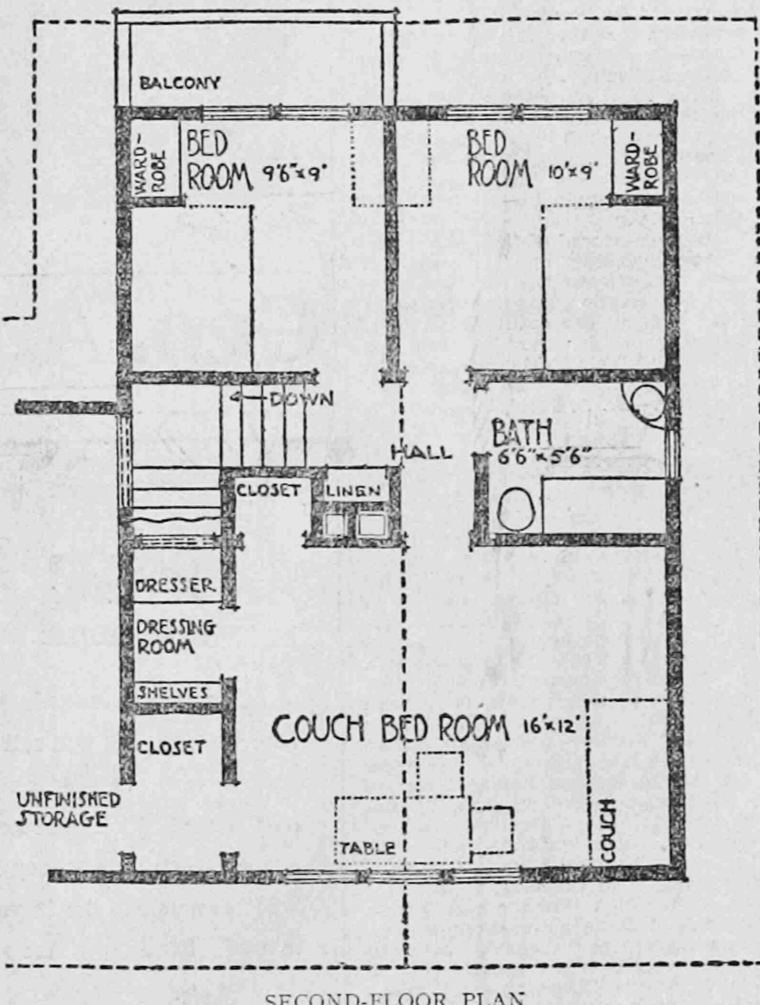 BALCONY
WARD-
ROBE
BED
ROOM 9'6"x9'
BED
ROOM 10'x9'
WARD-
ROBE
DOWN
HALL
BATH
6'6"x5'6"
CLOSET
LINEN
DRESSER
DRESSING
ROOM
SHELVES
CLOSET
COUCH BED ROOM 16'x12'
UNFINISHED
STORAGE
TABLE
COUCH
SECOND-FLOOR PLAN